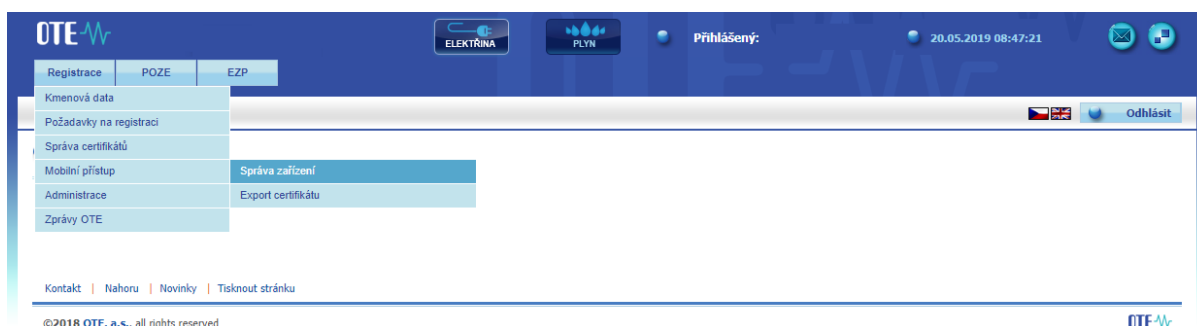 OTE
ELEKTŘINA
PLYN
Přihlášený:
20.05.2019 08:47:21
Registrace POZE EZP
Kmenová data
Požadavky na registraci
Odhlásit
Správa certifikátů
Mobilní přístup Správa zařízení
Administrace Export certifikátu
Zprávy OTE
Kontakt | Nahoru | Novinky | Tisknout stránku
©2018 OTE, a.s., all rights reserved
OTE